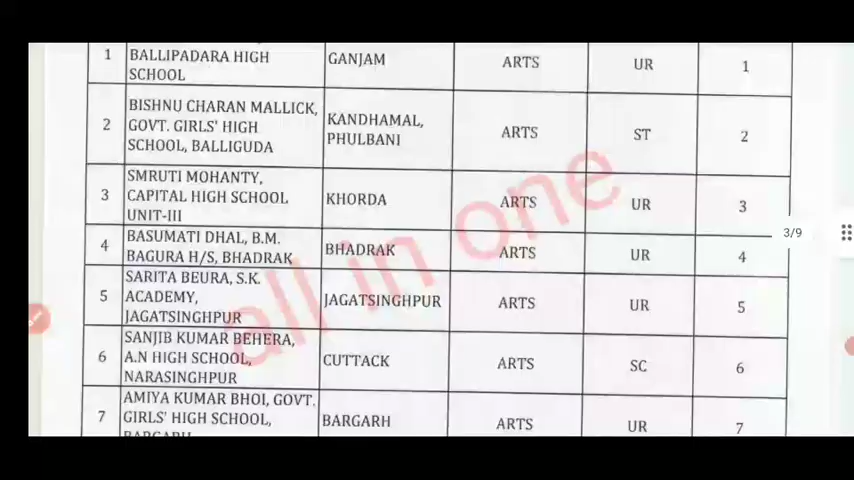 1 BALLIPADARA HIGH SCHOOL GANJAM ARTS UR 1
2 BISHNU CHARAN MALLICK, GOVT. GIRLS' HIGH SCHOOL, BALLIGUDA KANDHAMAL, PHULBANI ARTS ST 2
3 SMRUTI MOHANTY, CAPITAL HIGH SCHOOL UNIT-III KHORDA ARTS UR 3
4 BASUMATI DHAL, B.M. BAGURA H/S, BHADRAK BHADRAK ARTS UR 4
5 SARITA BEURA, S.K. ACADEMY, JAGATSINGHPUR JAGATSINGHPUR ARTS UR 5
6 SANJIB KUMAR BEHERA, A.N HIGH SCHOOL, NARASINGHPUR CUTTACK ARTS SC 6
7 AMIYA KUMAR BHOI, GOVT. GIRLS' HIGH SCHOOL, BARGARH BARGARH ARTS UR 7
3/9
all in one